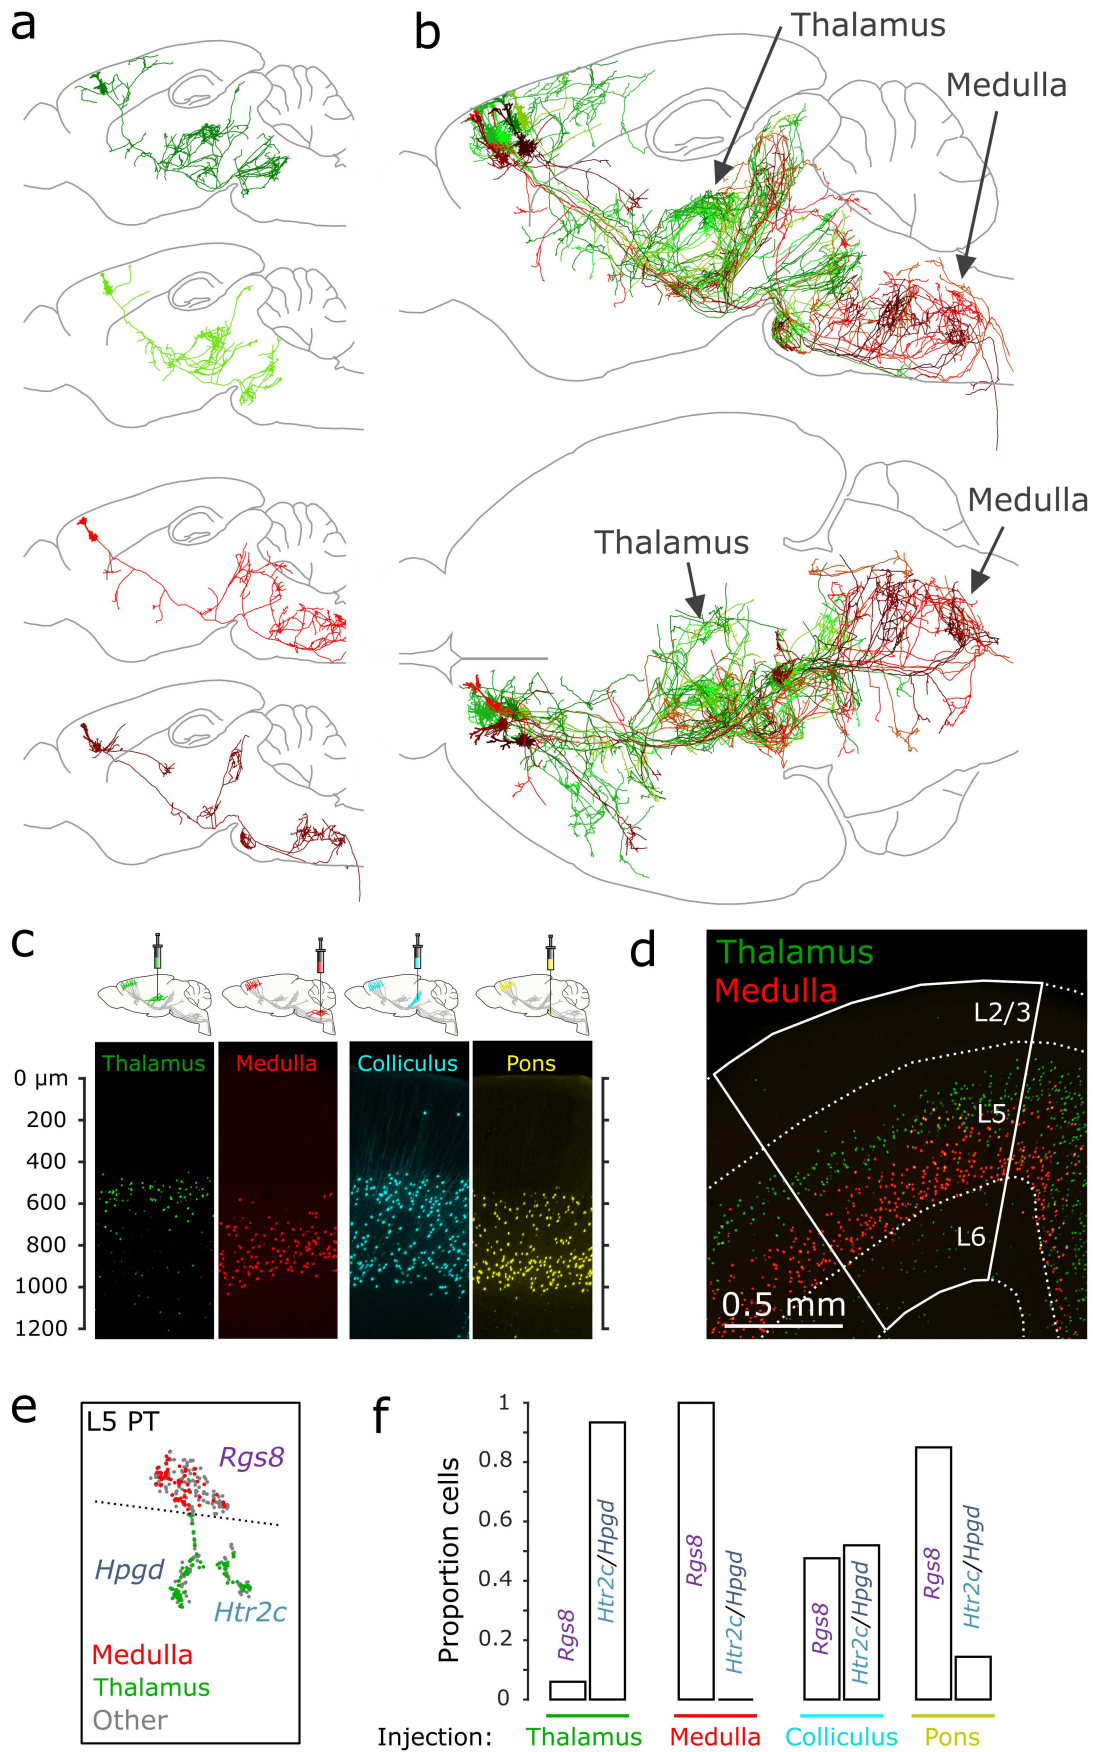 a
b
Thalamus
Medulla
Medulla
Thalamus
c
d
Thalamus
Medulla
Colliculus
Pons
0 µm
200
400
600
800
1000
1200
Thalamus
Medulla
L2/3
L5
L6
0.5 mm
e
L5 PT
Rgs8
Hpgd
Htr2c
Medulla
Thalamus
Other
f
Proportion cells
1
0.8
0.6
0.4
0.2
0
Rgs8
Htr2c/Hpgd
Rgs8
Htr2c/Hpgd
Rgs8
Htr2c/Hpgd
Rgs8
Htr2c/Hpgd
Injection: Thalamus Medulla Colliculus Pons